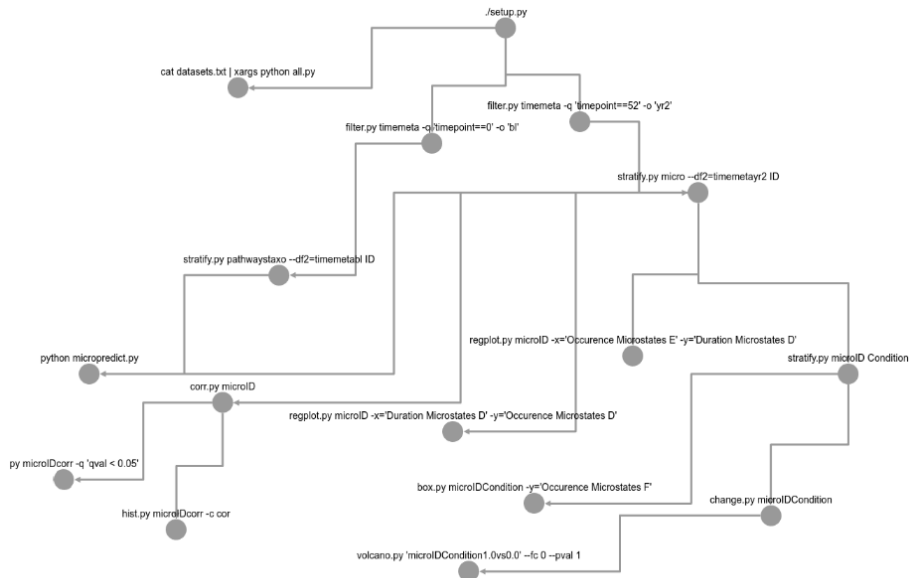 ./setup.py
cat datasets.txt | xargs python all.py
filter.py timemeta -q 'timepoint==52' -o 'yr2'
filter.py timemeta -q 'timepoint==0' -o 'bl'
stratify.py micro --df2=timemetayr2 ID
stratify.py pathwaystaxo --df2=timemetabl ID
regplot.py microID -x='Occurence Microstates E' -y='Duration Microstates D'
python micropredict.py
stratify.py microID Condition
corr.py microID
regplot.py microID -x='Duration Microstates D' -y='Occurence Microstates D'
py microIDcorr -q 'qval < 0.05'
box.py microIDCondition -y='Occurence Microstates F'
change.py microIDCondition
hist.py microIDcorr -c cor
volcano.py 'microIDCondition1.0vs0.0' --fc 0 --pval 1